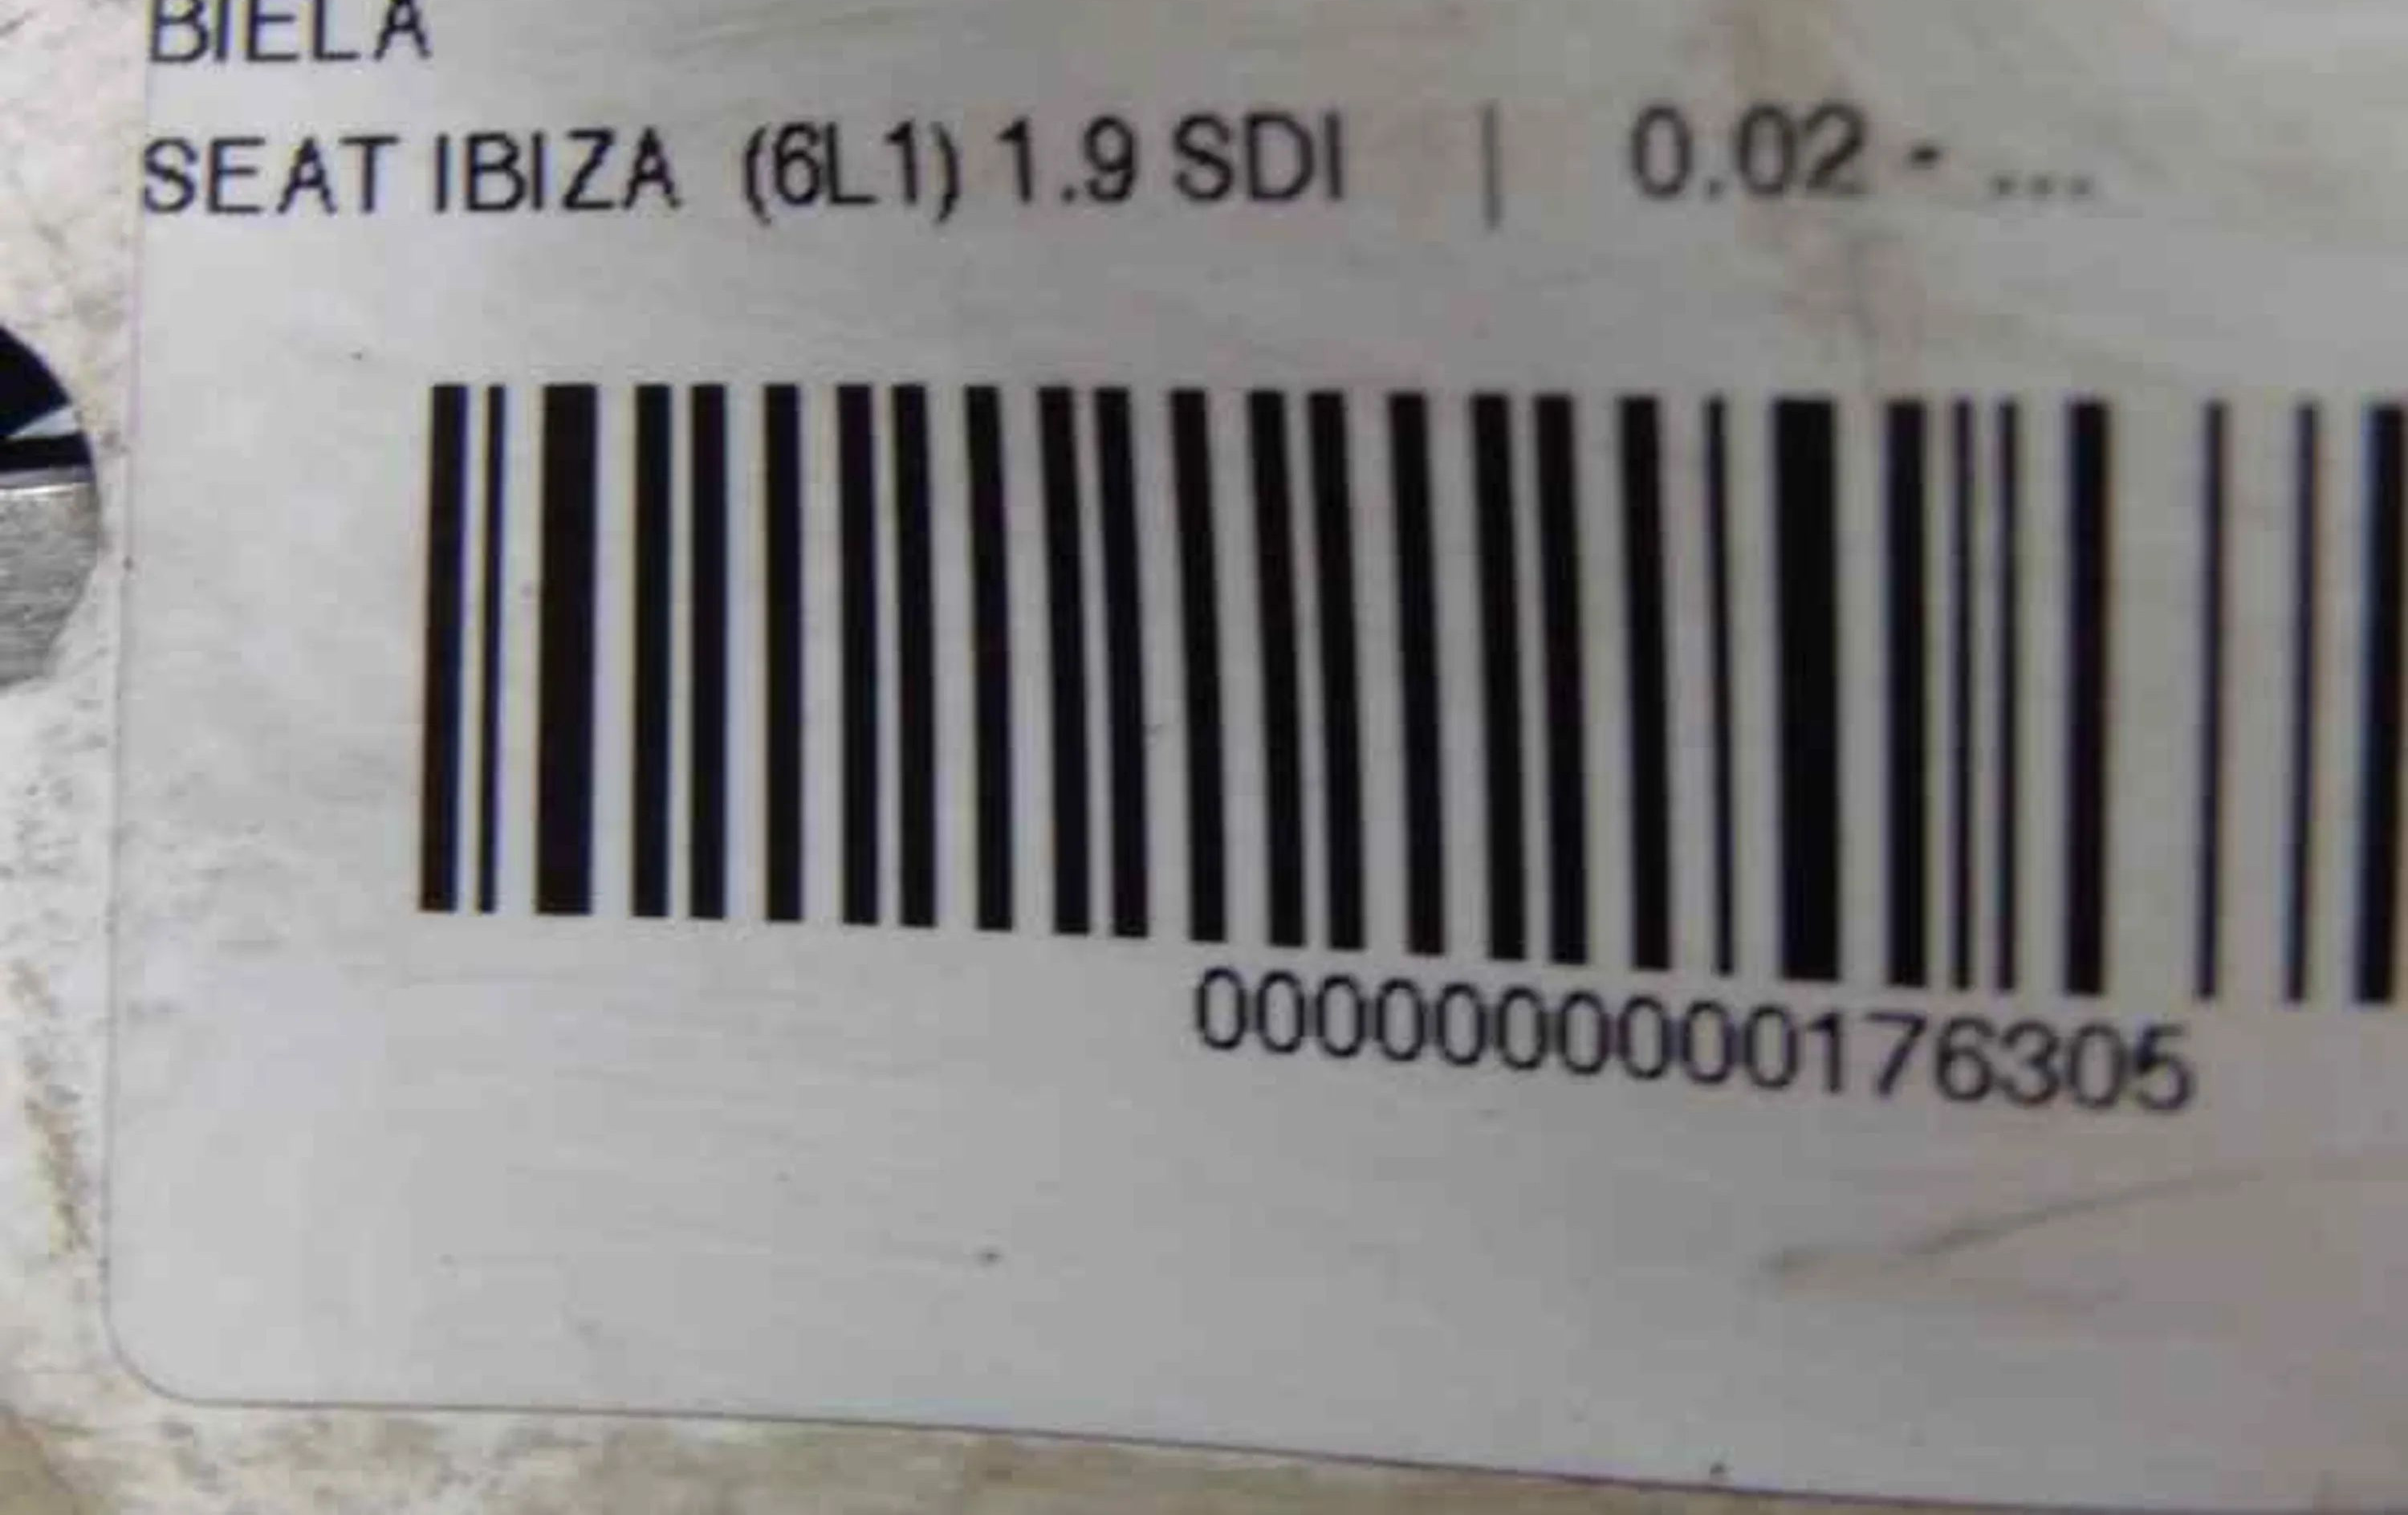 BIELA
SEAT IBIZA (6L1) 1.9 SDI | 0.02 - ...
0000000000176305